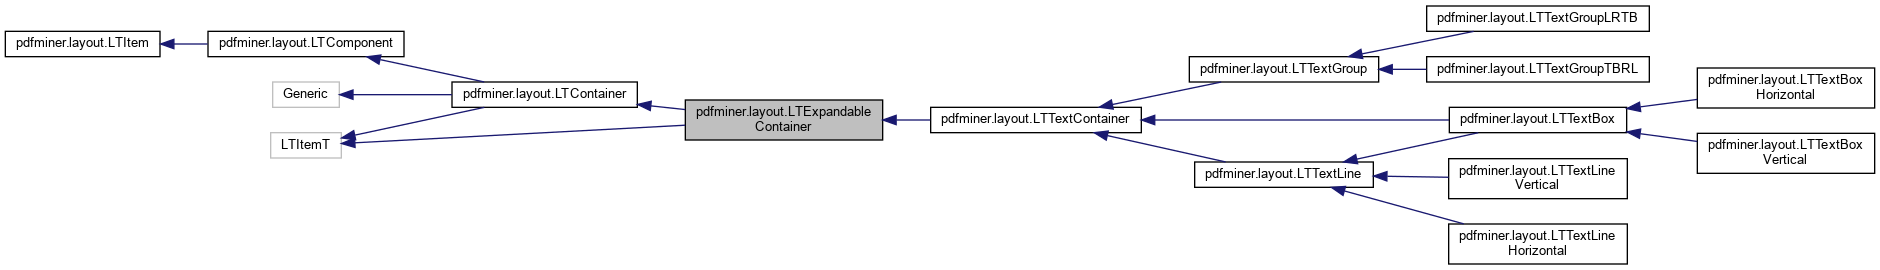 pdfminer.layout.LTItem
pdfminer.layout.LTComponent
Generic
LTItemT
pdfminer.layout.LTContainer
pdfminer.layout.LTExpandable
Container
pdfminer.layout.LTTextContainer
pdfminer.layout.LTTextGroup
pdfminer.layout.LTTextLine
pdfminer.layout.LTTextGroupLRTB
pdfminer.layout.LTTextGroupTBRL
pdfminer.layout.LTTextBox
pdfminer.layout.LTTextLine
Vertical
pdfminer.layout.LTTextLine
Horizontal
pdfminer.layout.LTTextBox
Horizontal
pdfminer.layout.LTTextBox
Vertical